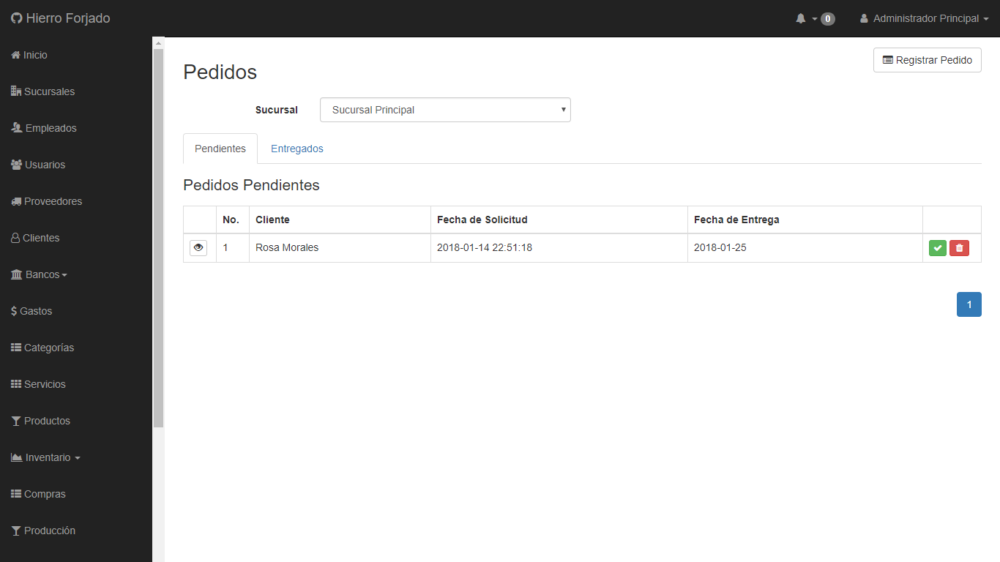 Hierro Forjado
0
Administrador Principal
Inicio
Sucursales
Empleados
Usuarios
Proveedores
Clientes
Bancos
$ Gastos
Categorías
Servicios
Productos
Inventario
Compras
Producción
Pedidos
Registrar Pedido
Sucursal Sucursal Principal
Pendientes Entregados
Pedidos Pendientes
No. Cliente Fecha de Solicitud Fecha de Entrega
1 Rosa Morales 2018-01-14 22:51:18 2018-01-25
1